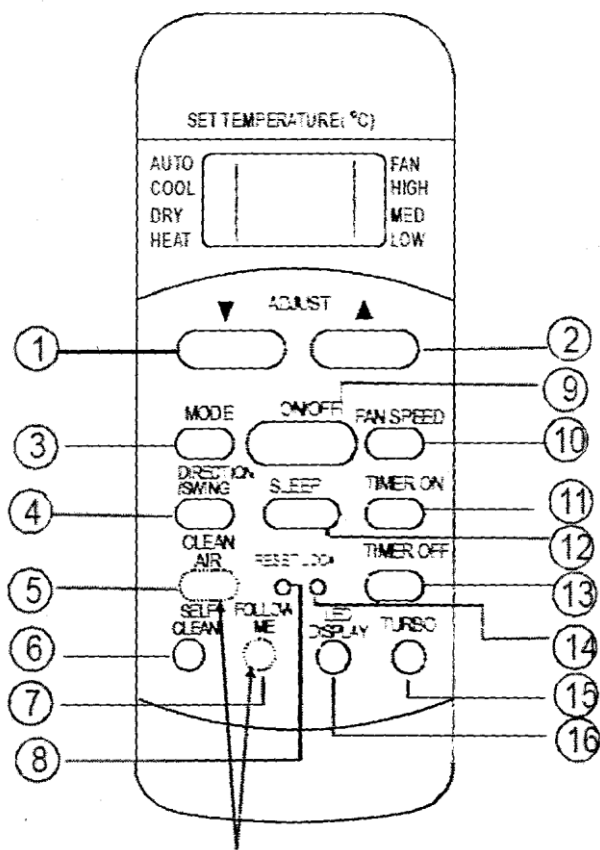 SET TEMPERATURE(°C)
AUTO FAN
COOL HIGH
DRY MED
HEAT LOW
▼ ADJUST ▲
1
2
ON/OFF
9
MODE
FAN SPEED
3
10
DIRECTION
/SWING
SLEEP
TIMER ON
4
11
12
CLEAN
AIR
RESET LOCK
TIMER OFF
5
13
SELF
CLEAN
FOLLOW
ME
LED
DISPLAY
TURBO
6
14
7
15
8
16